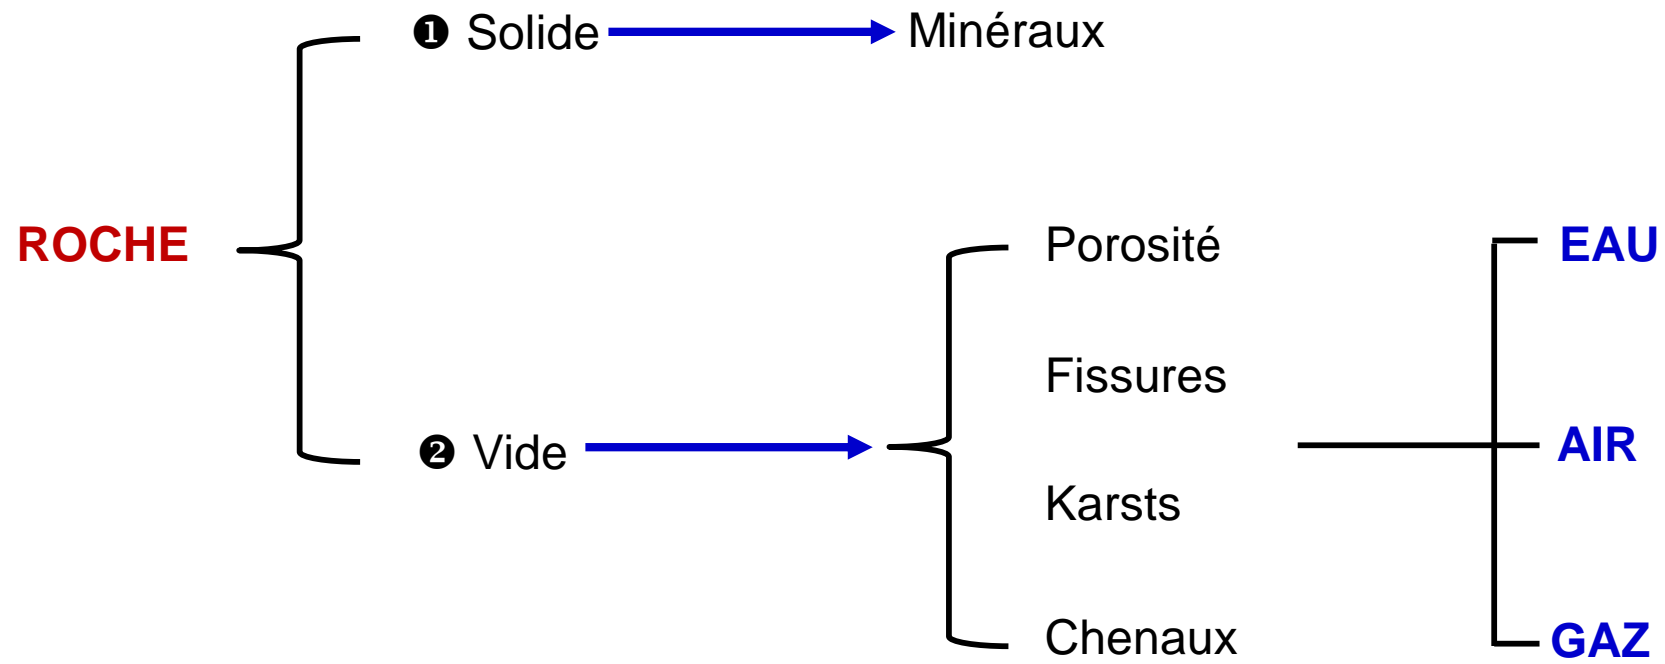 ❶ Solide
Minéraux
ROCHE
❷ Vide
Porosité
Fissures
Karsts
Chenaux
EAU
AIR
GAZ